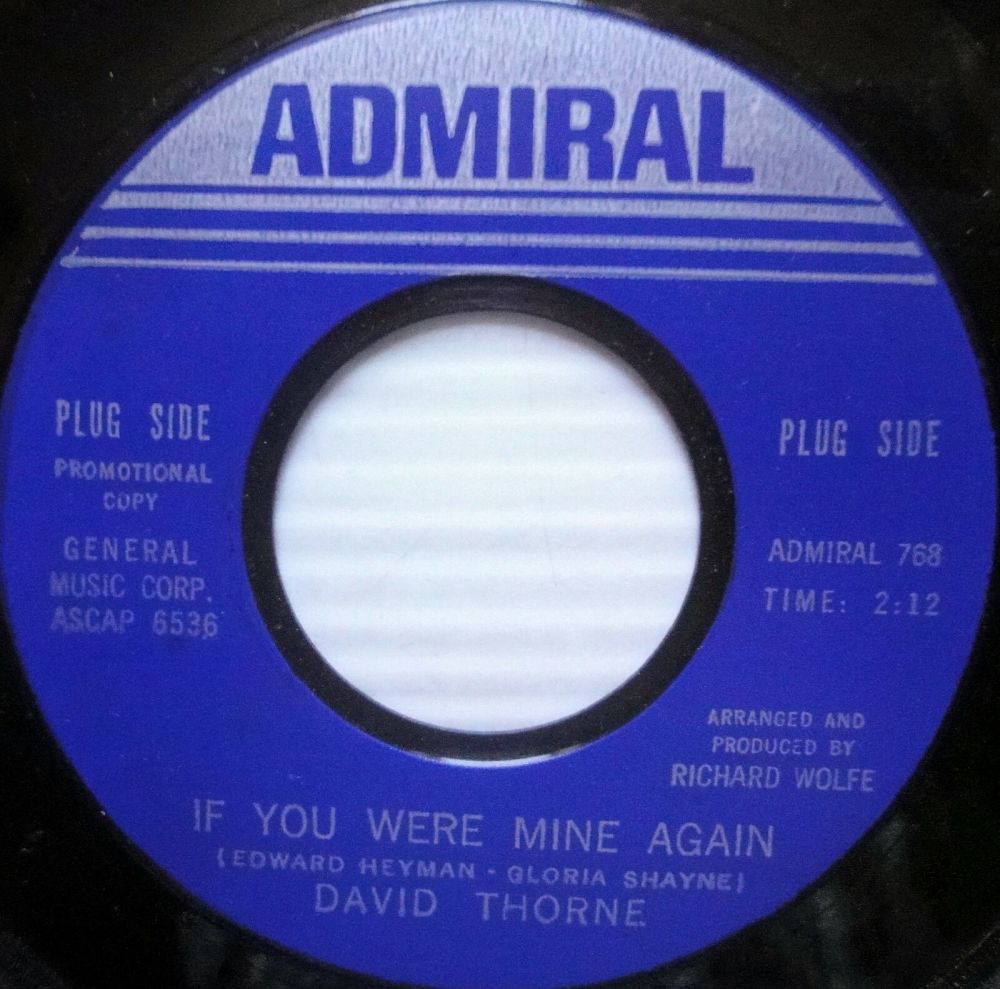 ADMIRAL
PLUG SIDE
PROMOTIONAL
COPY
GENERAL
MUSIC CORP.
ASCAP 6536
PLUG SIDE
ADMIRAL 768
TIME: 2:12
ARRANGED AND
PRODUCED BY
RICHARD WOLFE
IF YOU WERE MINE AGAIN
(EDWARD HEYMAN - GLORIA SHAYNE)
DAVID THORNE